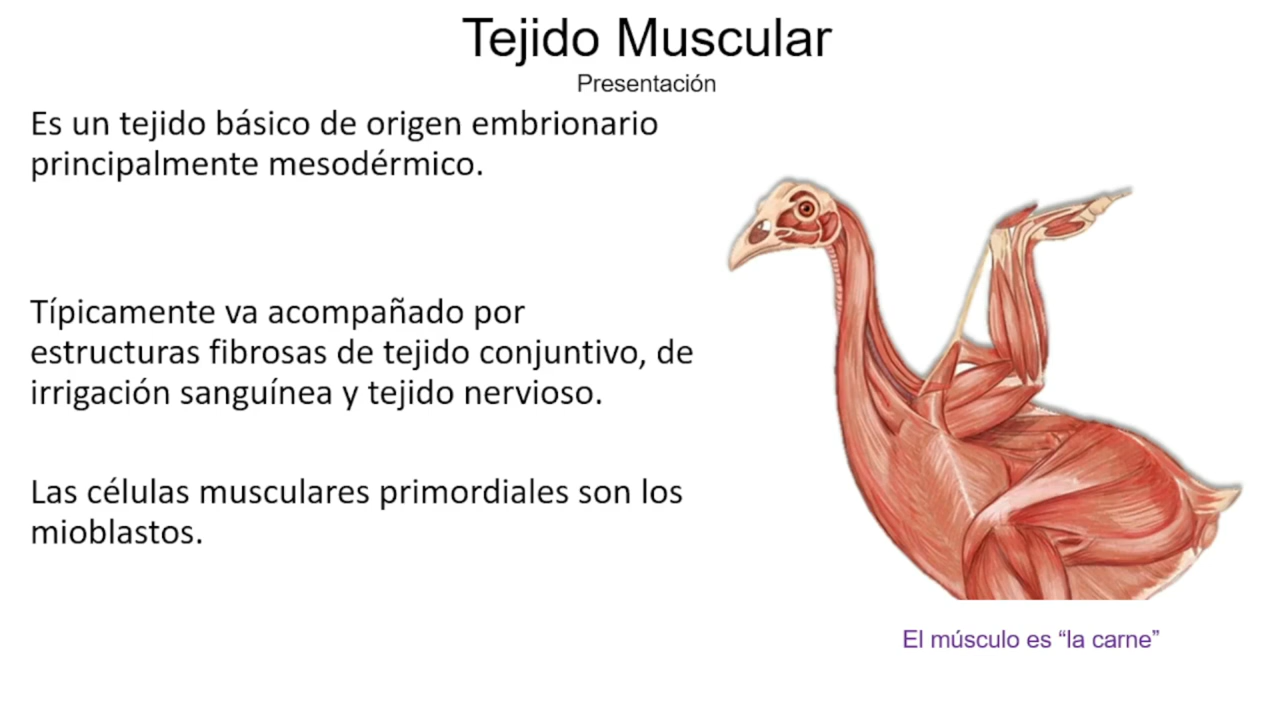 Tejido Muscular
Presentación
Es un tejido básico de origen embrionario
principalmente mesodérmico.
Típicamente va acompañado por
estructuras fibrosas de tejido conjuntivo, de
irrigación sanguínea y tejido nervioso.
Las células musculares primordiales son los
mioblastos.
El músculo es “la carne”